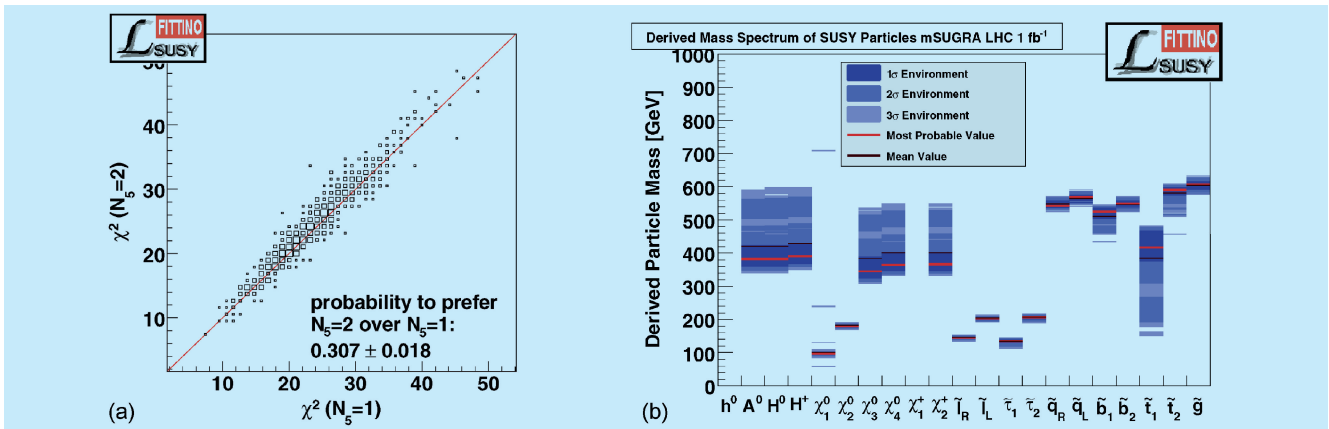 FITTINO
L SUSY
50
40
30
20
10
χ² (N₅=2)
probability to prefer
N₅=2 over N₅=1:
0.307 ± 0.018
10 20 30 40 50
χ² (N₅=1)
(a)
Derived Mass Spectrum of SUSY Particles mSUGRA LHC 1 fb⁻¹
FITTINO
L SUSY
1σ Environment
2σ Environment
3σ Environment
Most Probable Value
Mean Value
Derived Particle Mass [GeV]
1000
900
800
700
600
500
400
300
200
100
0
h⁰ A⁰ H⁰ H⁺ χ̃₁⁰ χ̃₂⁰ χ̃₃⁰ χ̃₄⁰ χ̃₁⁺ χ̃₂⁺ l̃_R l̃_L τ̃₁ τ̃₂ q̃_R q̃_L b̃₁ b̃₂ t̃₁ t̃₂ g̃
(b)